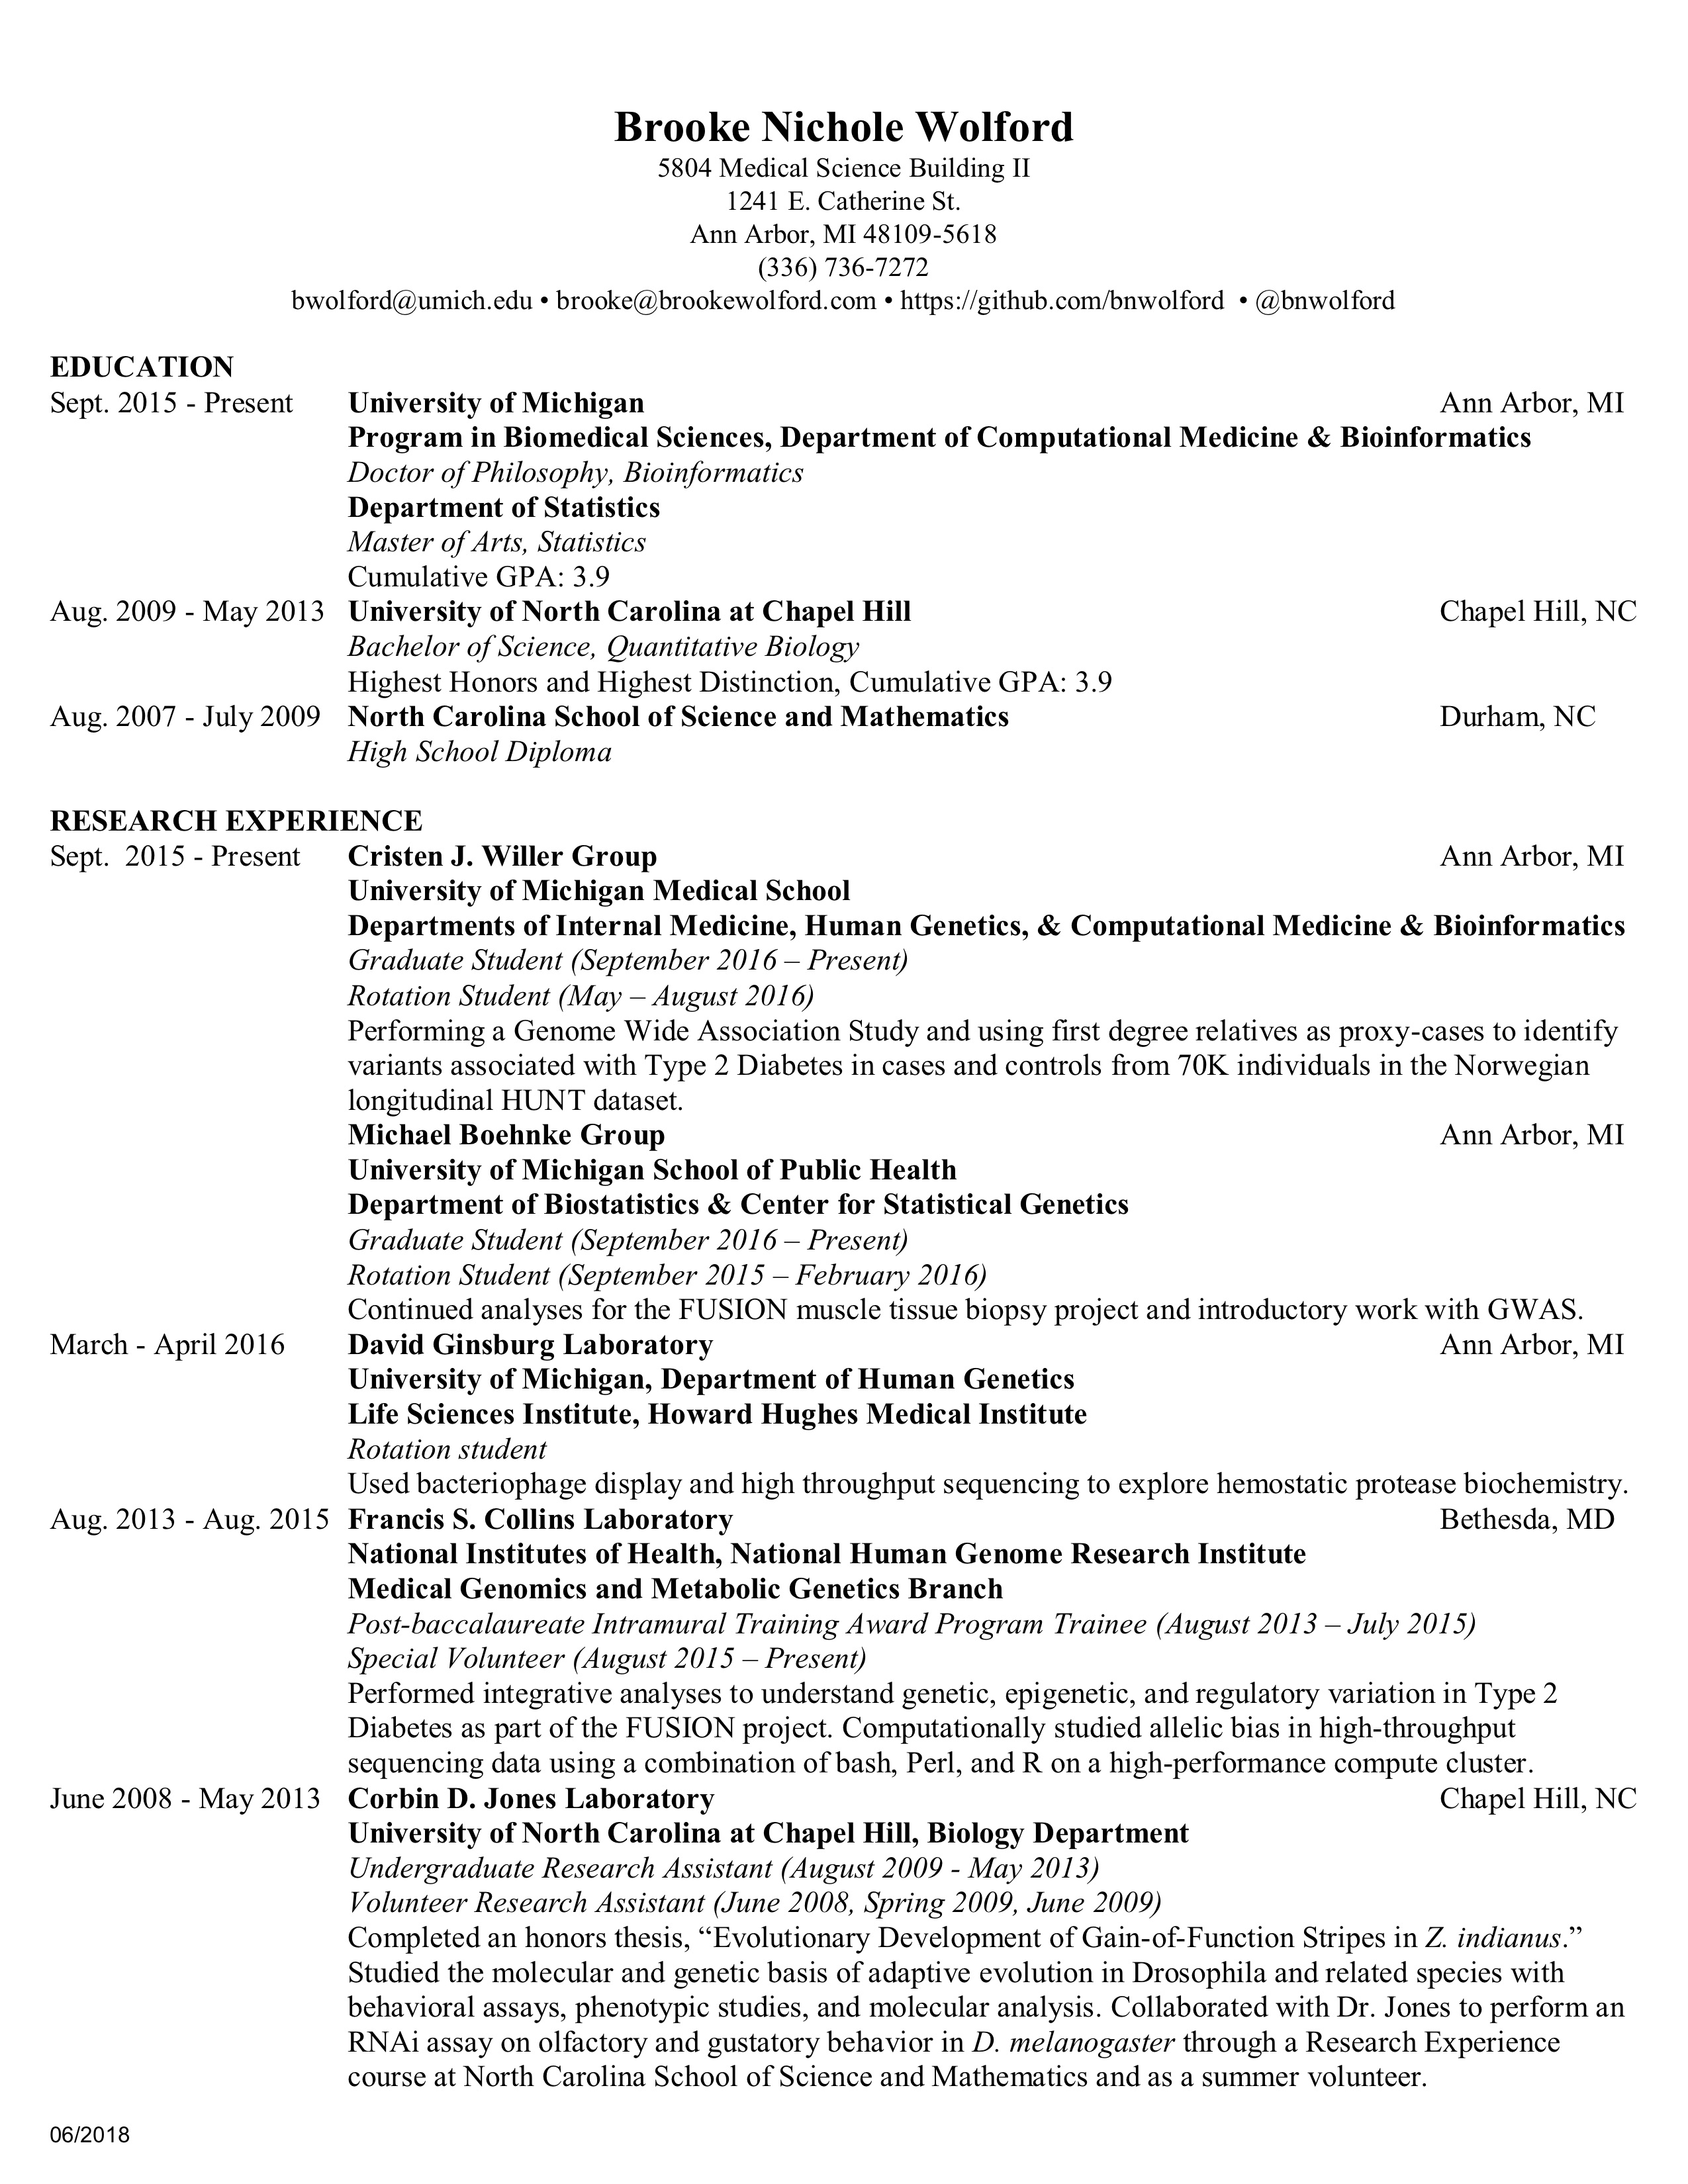 Brooke Nichole Wolford
5804 Medical Science Building II
1241 E. Catherine St.
Ann Arbor, MI 48109-5618
(336) 736-7272
bwolford@umich.edu • brooke@brookewolford.com • https://github.com/bnwolford • @bnwolford
EDUCATION
Sept. 2015 - Present University of Michigan Ann Arbor, MI
Program in Biomedical Sciences, Department of Computational Medicine & Bioinformatics
Doctor of Philosophy, Bioinformatics
Department of Statistics
Master of Arts, Statistics
Cumulative GPA: 3.9
Aug. 2009 - May 2013 University of North Carolina at Chapel Hill Chapel Hill, NC
Bachelor of Science, Quantitative Biology
Highest Honors and Highest Distinction, Cumulative GPA: 3.9
Aug. 2007 - July 2009 North Carolina School of Science and Mathematics Durham, NC
High School Diploma
RESEARCH EXPERIENCE
Sept. 2015 - Present Cristen J. Willer Group Ann Arbor, MI
University of Michigan Medical School
Departments of Internal Medicine, Human Genetics, & Computational Medicine & Bioinformatics
Graduate Student (September 2016 – Present)
Rotation Student (May – August 2016)
Performing a Genome Wide Association Study and using first degree relatives as proxy-cases to identify
variants associated with Type 2 Diabetes in cases and controls from 70K individuals in the Norwegian
longitudinal HUNT dataset.
Michael Boehnke Group Ann Arbor, MI
University of Michigan School of Public Health
Department of Biostatistics & Center for Statistical Genetics
Graduate Student (September 2016 – Present)
Rotation Student (September 2015 – February 2016)
Continued analyses for the FUSION muscle tissue biopsy project and introductory work with GWAS.
March - April 2016 David Ginsburg Laboratory Ann Arbor, MI
University of Michigan, Department of Human Genetics
Life Sciences Institute, Howard Hughes Medical Institute
Rotation student
Used bacteriophage display and high throughput sequencing to explore hemostatic protease biochemistry.
Aug. 2013 - Aug. 2015 Francis S. Collins Laboratory Bethesda, MD
National Institutes of Health, National Human Genome Research Institute
Medical Genomics and Metabolic Genetics Branch
Post-baccalaureate Intramural Training Award Program Trainee (August 2013 – July 2015)
Special Volunteer (August 2015 – Present)
Performed integrative analyses to understand genetic, epigenetic, and regulatory variation in Type 2
Diabetes as part of the FUSION project. Computationally studied allelic bias in high-throughput
sequencing data using a combination of bash, Perl, and R on a high-performance compute cluster.
June 2008 - May 2013 Corbin D. Jones Laboratory Chapel Hill, NC
University of North Carolina at Chapel Hill, Biology Department
Undergraduate Research Assistant (August 2009 - May 2013)
Volunteer Research Assistant (June 2008, Spring 2009, June 2009)
Completed an honors thesis, “Evolutionary Development of Gain-of-Function Stripes in Z. indianus.”
Studied the molecular and genetic basis of adaptive evolution in Drosophila and related species with
behavioral assays, phenotypic studies, and molecular analysis. Collaborated with Dr. Jones to perform an
RNAi assay on olfactory and gustatory behavior in D. melanogaster through a Research Experience
course at North Carolina School of Science and Mathematics and as a summer volunteer.
06/2018